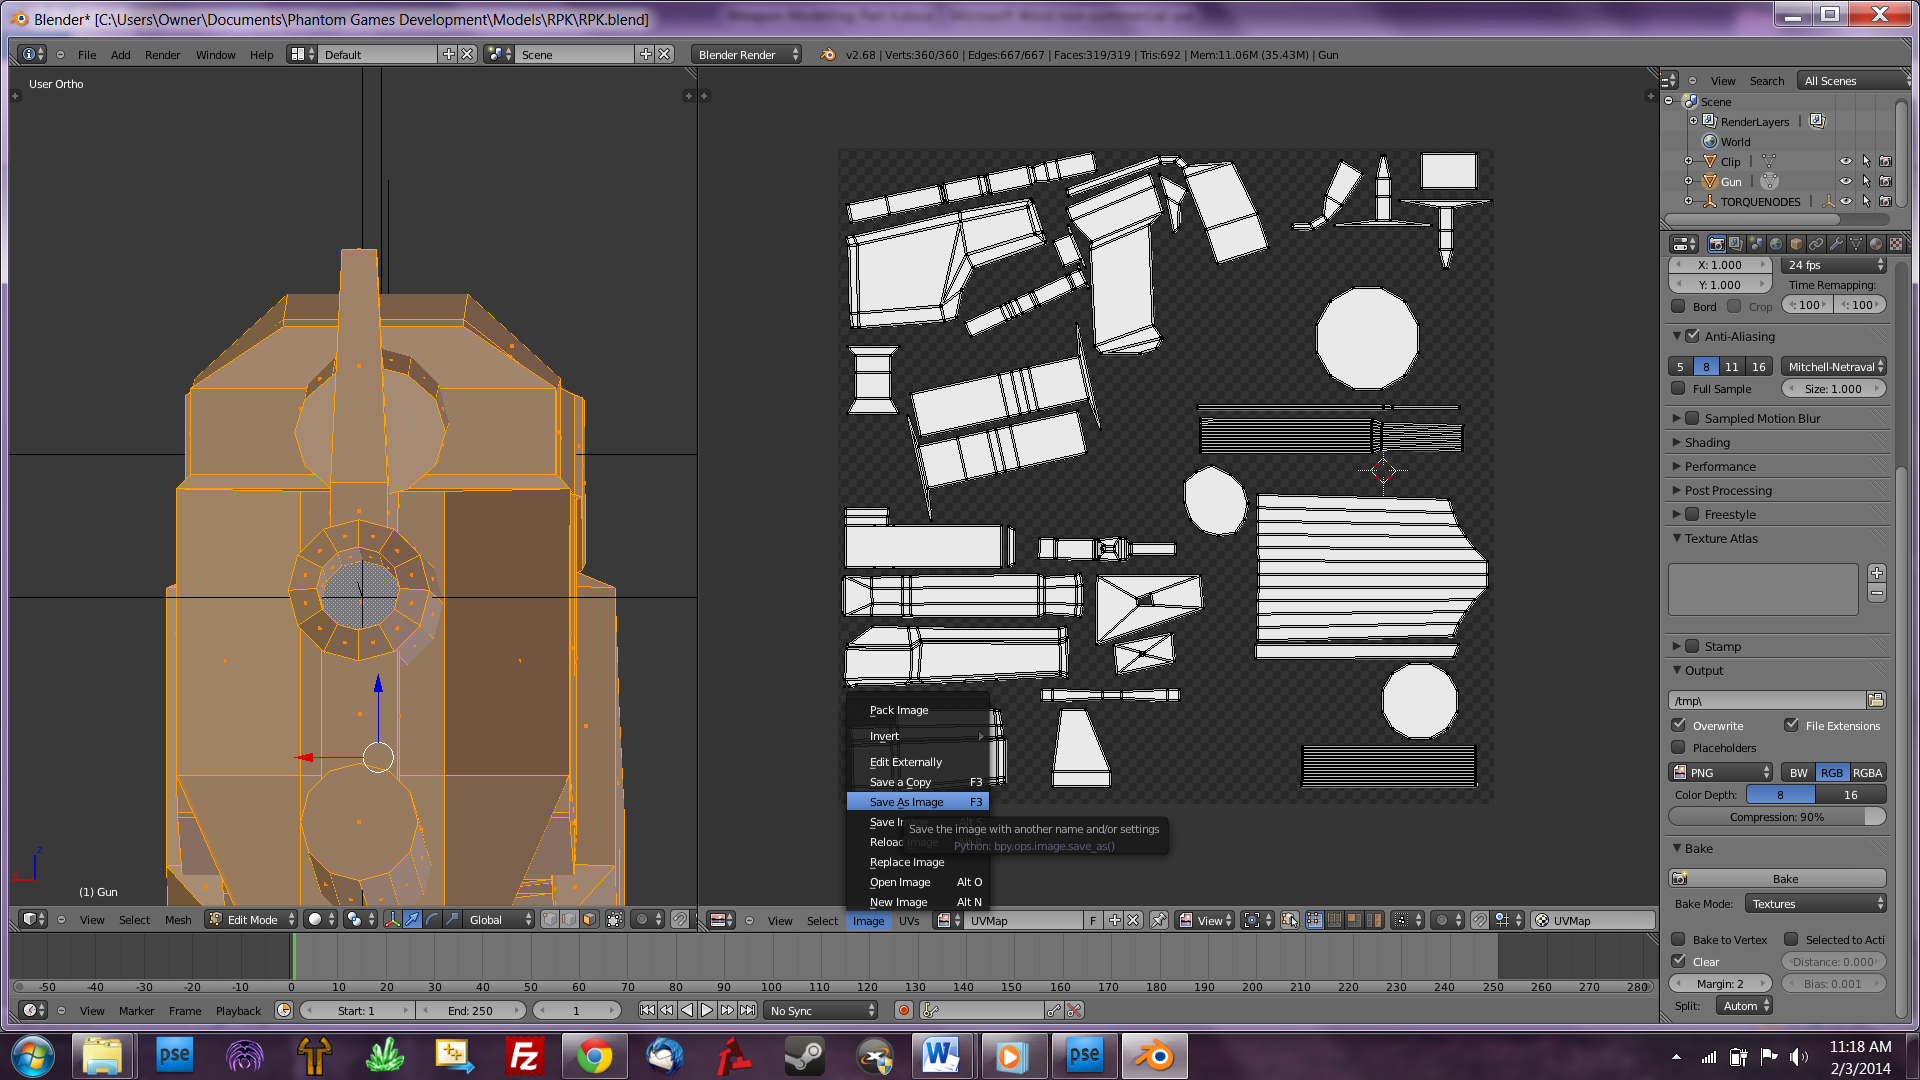 Blender* [C:\Users\Owner\Documents\Phantom Games Development\Models\RPK\RPK.blend]
File Add Render Window Help Default Scene Blender Render v2.68 | Verts:360/360 | Edges:667/667 | Faces:319/319 | Tris:692 | Mem:11.06M (35.43M) | Gun
User Ortho
View Search All Scenes
Scene
RenderLayers
World
Clip
Gun
TORQUENODES
X: 1.000 24 fps
Y: 1.000 Time Remapping:
Bord Crop : 100 : 100
Anti-Aliasing
5 8 11 16 Mitchell-Netravali
Full Sample Size: 1.000
Sampled Motion Blur
Shading
Performance
Post Processing
Freestyle
Texture Atlas
Stamp
Output
/tmp\
Overwrite File Extensions
Placeholders
PNG BW RGB RGBA
Color Depth: 8 16
Compression: 90%
Bake
Bake
Bake Mode: Textures
Bake to Vertex Selected to Acti
Clear Distance: 0.000
Margin: 2 Bias: 0.001
Split: Autom
Pack Image
Invert
Edit Externally
Save a Copy F3
Save As Image F3
Save Image Alt S
Reload Image
Replace Image
Open Image Alt O
New Image Alt N
Save the image with another name and/or settings
Python: bpy.ops.image.save_as()
z
(1) Gun
View Select Mesh Edit Mode Global
View Select Image UVs UVMap F View UVMap
-50 -40 -30 -20 -10 0 10 20 30 40 50 60 70 80 90 100 110 120 130 140 150 160 170 180 190 200 210 220 230 240 250 260 270 280
View Marker Frame Playback Start: 1 End: 250 1 No Sync
pse
Fz
W
pse
11:18 AM
2/3/2014